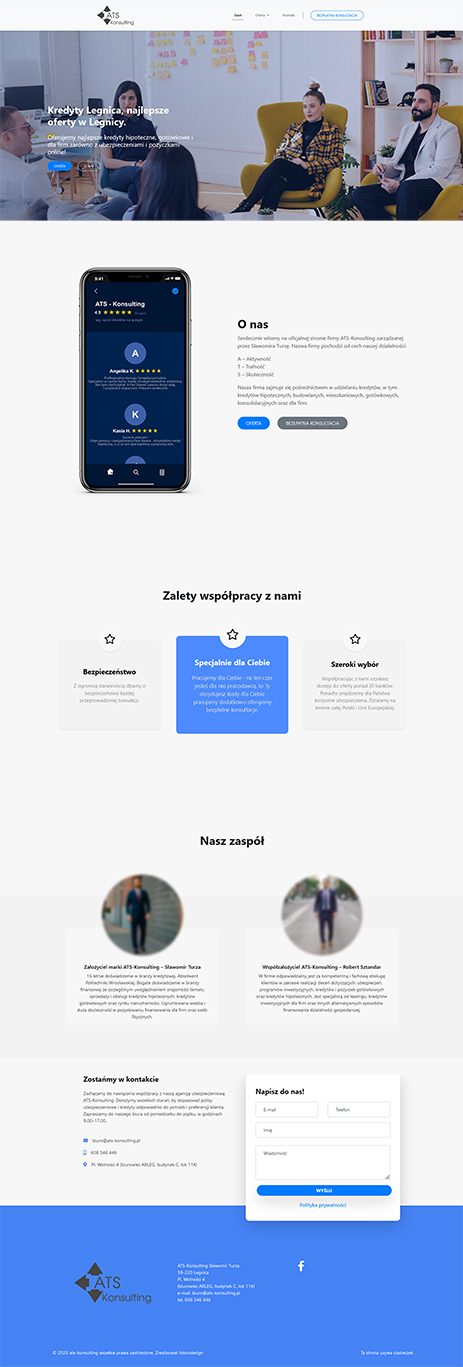 ATS
Konsulting
Start
Oferta
Kontakt
BEZPŁATNA KONSULTACJA
Kredyty Legnica, najlepsze
oferty w Legnicy.
Oferujemy najlepsze kredyty hipoteczne, gotówkowe i
dla firm zarówno z ubezpieczeniami i pożyczkami
online!
OFERTA
O NAS
9:41
ATS - Konsulting
4.9
Angelika K.
A
K
Kasia H.
O nas
Serdecznie witamy na oficjalnej stronie firmy ATS-Konsulting zarządzanej
przez Sławomira Turzę. Nazwa firmy pochodzi od cech naszej działalności:
A – Aktywność
T – Trafność
S – Skuteczność
Nasza firma zajmuje się pośrednictwem w udzielaniu kredytów, w tym:
kredytów hipotecznych, budowlanych, mieszkaniowych, gotówkowych,
konsolidacyjnych oraz dla firm.
OFERTA
BEZŁPATNA KONSULTACJA
Zalety współpracy z nami
Bezpieczeństwo
Z ogromną starannością dbamy o
bezpieczeństwo każdej
przeprowadzonej transakcji.
Specjalnie dla Ciebie
Pracujemy dla Ciebie - na ten czas
jesteś dla nas pracodawcą, to Ty
decydujesz kiedy dla Ciebie
pracujemy dodatkowo oferujemy
bezpłatne konsultacje.
Szeroki wybór
Współpracując z nami uzyskasz
dostęp do oferty ponad 20 banków.
Ponadto znajdziemy dla Państwa
korzystne ubezpieczenia. Działamy na
terenie całej Polski i Unii Europejskiej.
Nasz zaspół
Założyciel marki ATS-Konsulting – Sławomir Turza
15 letnie doświadczenie w branży kredytowej. Absolwent
Politechniki Wrocławskiej. Bogate doświadczenie w branży
finansowej ze szczególnym uwzględnieniem znajomości tematu
sprzedaży i obsługi kredytów hipotecznych, kredytów
gotówkowych oraz rynku nieruchomości. Ugruntowana wiedza i
duża skuteczność w pozyskiwaniu finansowania dla firm oraz osób
fizycznych.
Współzałożyciel ATS-Konsulting – Robert Sztandar
W firmie odpowiedzialny jest za kompetentną i fachową obsługę
klientów w zakresie realizacji zleceń dotyczących: ubezpieczeń,
programów inwestycyjnych, kredytów i pożyczek gotówkowych
oraz kredytów hipotecznych. Jest specjalistą od leasingu, kredytów
inwestycyjnych dla firm oraz innych alternatywnych sposobów
finansowania działalności gospodarczej.
Zostańmy w kontakcie
Zachęcamy do nawiązania współpracy z naszą agencją ubezpieczeniową
ATS-Konsulting. Dołożymy wszelkich starań, by dopasować polisy
ubezpieczeniowe i kredyty odpowiednio do potrzeb i preferencji klienta.
Zapraszamy do naszego biura od poniedziałku do piątku w godzinach
9.00–17.00.
biuro@ats-konsulting.pl
608 346 446
Pl. Wolności 4 (biurowiec ARLEG, budynek C, lok 114)
Napisz do nas!
E-mail
Telefon
Imię
Wiadomość
WYŚLIJ
Polityka prywatności
ATS
Konsulting
ATS-Konsulting Sławomir Turza
59-220 Legnica
Pl. Wolności 4
(biurowiec ARLEG, budynek C, lok 114)
e-mail: biuro@ats-konsulting.pl
tel. 608 346 446
© 2020 ats-konsulting wszelkie prawa zastrzeżone. Zrealizował: bisondesign
Ta strona używa ciasteczek